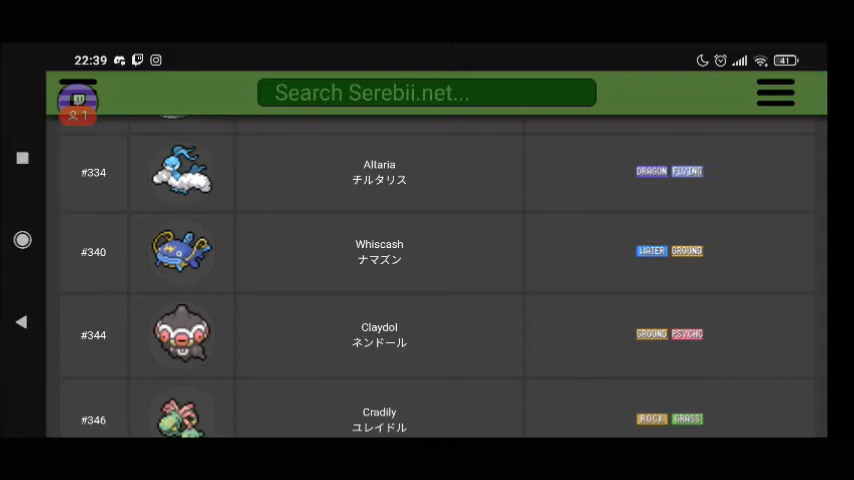 22:39
41
Search Serebii.net...
1
#334
Altaria
チルタリス
DRAGON FLYING
#340
Whiscash
ナマズン
WATER GROUND
#344
Claydol
ネンドール
GROUND PSYCHC
#346
Cradily
ユレイドル
ROCK GRASS